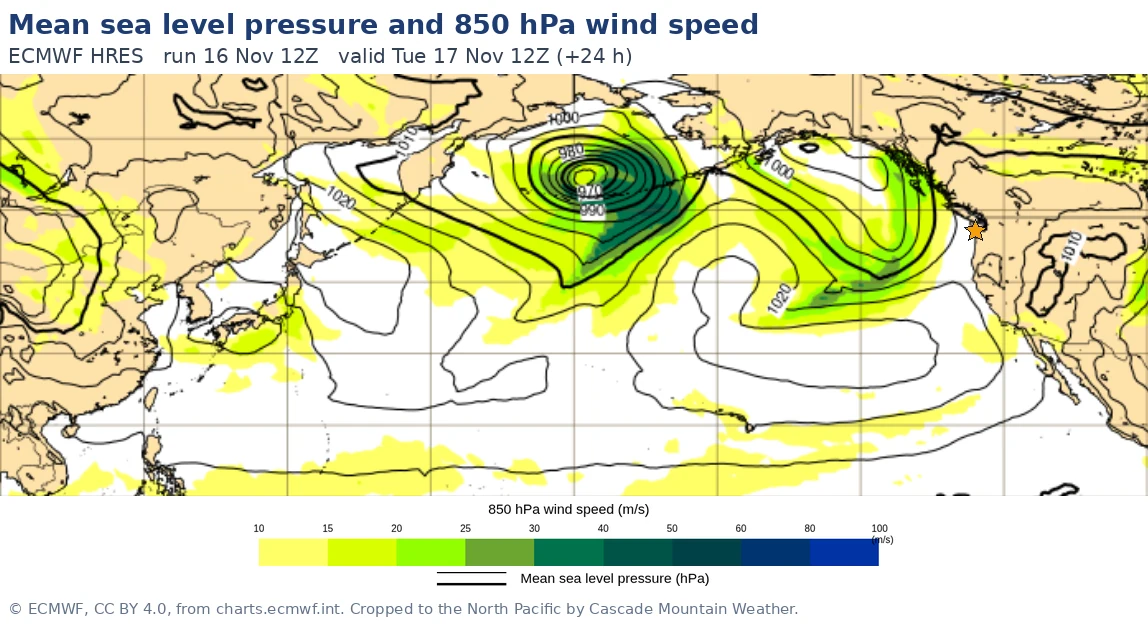 Mean sea level pressure and 850 hPa wind speed
ECMWF HRES   run 16 Nov 12Z   valid Tue 17 Nov 12Z (+24 h)
1000
1010
980
1000
970
1020
990
1010
1020
850 hPa wind speed (m/s)
10 15 20 25 30 40 50 60 80 100
(m/s)
Mean sea level pressure (hPa)
© ECMWF, CC BY 4.0, from charts.ecmwf.int. Cropped to the North Pacific by Cascade Mountain Weather.